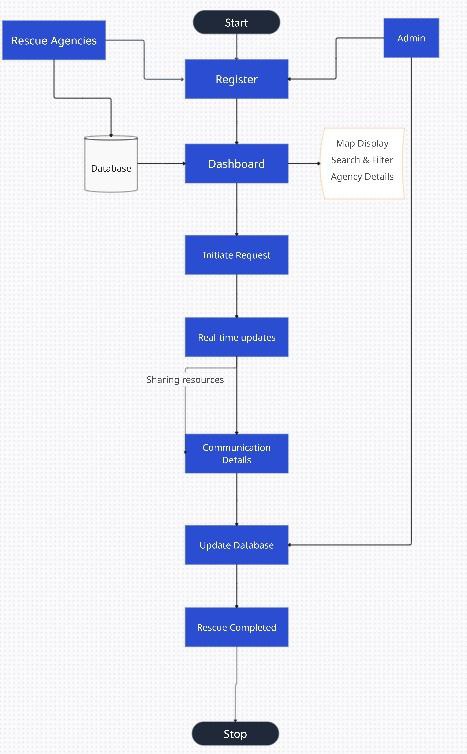 Start
Rescue Agencies
Admin
Register
Map Display
Search & Filter
Agency Details
Database
Dashboard
Initiate Request
Real-time updates
Sharing resources
Communication
Details
Update Database
Rescue Completed
Stop